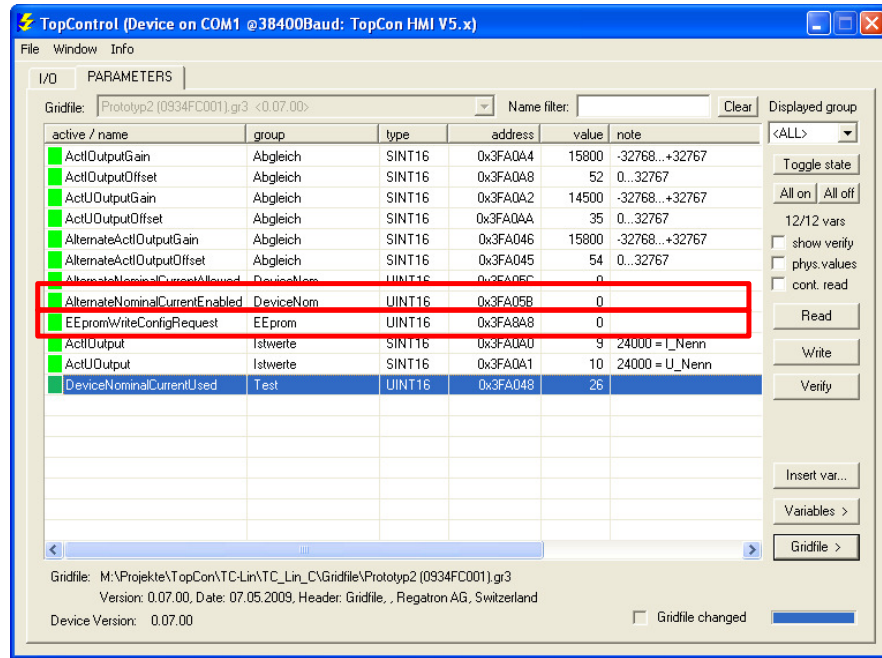 TopControl (Device on COM1 @38400Baud: TopCon HMI V5.x)
File Window Info
I/O PARAMETERS
Gridfile: Prototyp2 (0934FC001).gr3 <0.07.00> Name filter: Clear Displayed group
active / name group type address value note <ALL>
ActIOutputGain Abgleich SINT16 0x3FA0A4 15800 -32768...+32767
Toggle state
ActIOutputOffset Abgleich SINT16 0x3FA0A8 52 0...32767
ActUOutputGain Abgleich SINT16 0x3FA0A2 14500 -32768...+32767
All on All off
ActUOutputOffset Abgleich SINT16 0x3FA0AA 35 0...32767
12/12 vars
AlternateActIOutputGain Abgleich SINT16 0x3FA046 15800 -32768...+32767
show verify
AlternateActIOutputOffset Abgleich SINT16 0x3FA045 54 0...32767
phys.values
AlternateNominalCurrentAllowed DeviceNom UINT16 0x3FA05C 0
cont. read
AlternateNominalCurrentEnabled DeviceNom UINT16 0x3FA05B 0
Read
EEpromWriteConfigRequest EEprom UINT16 0x3FA8A8 0
ActIOutput Istwerte SINT16 0x3FA0A0 9 24000 = I_Nenn
Write
ActUOutput Istwerte SINT16 0x3FA0A1 10 24000 = U_Nenn
DeviceNominalCurrentUsed Test UINT16 0x3FA048 26
Verify
Insert var...
Variables >
Gridfile >
Gridfile: M:\Projekte\TopCon\TC-Lin\TC_Lin_C\Gridfile\Prototyp2 (0934FC001).gr3
Version: 0.07.00, Date: 07.05.2009, Header: Gridfile, , Regatron AG, Switzerland
Device Version: 0.07.00 Gridfile changed